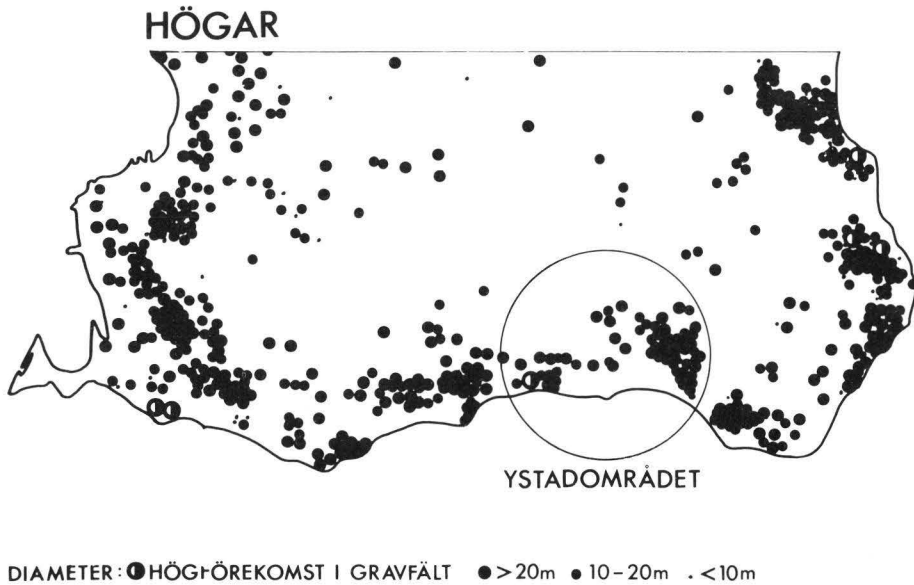 HÖGAR
YSTADOMRÅDET
DIAMETER: HÖGFÖREKOMST I GRAVFÄLT >20m 10-20m <10m